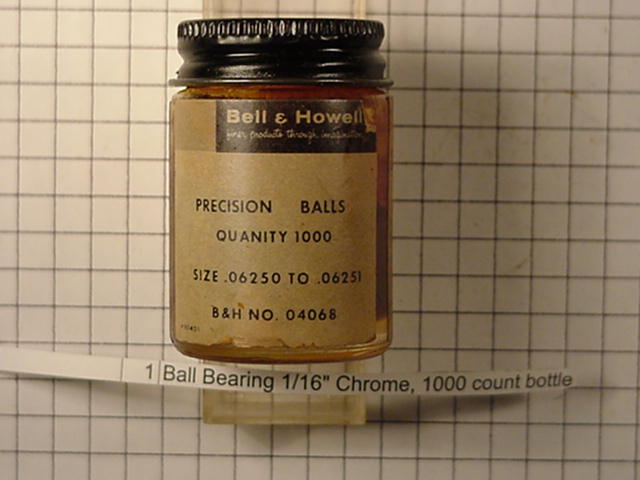 Bell & Howell
finer products through imagination
PRECISION BALLS
QUANITY 1000
SIZE .06250 TO .06251
B&H NO. 04068
1 Ball Bearing 1/16" Chrome, 1000 count bottle